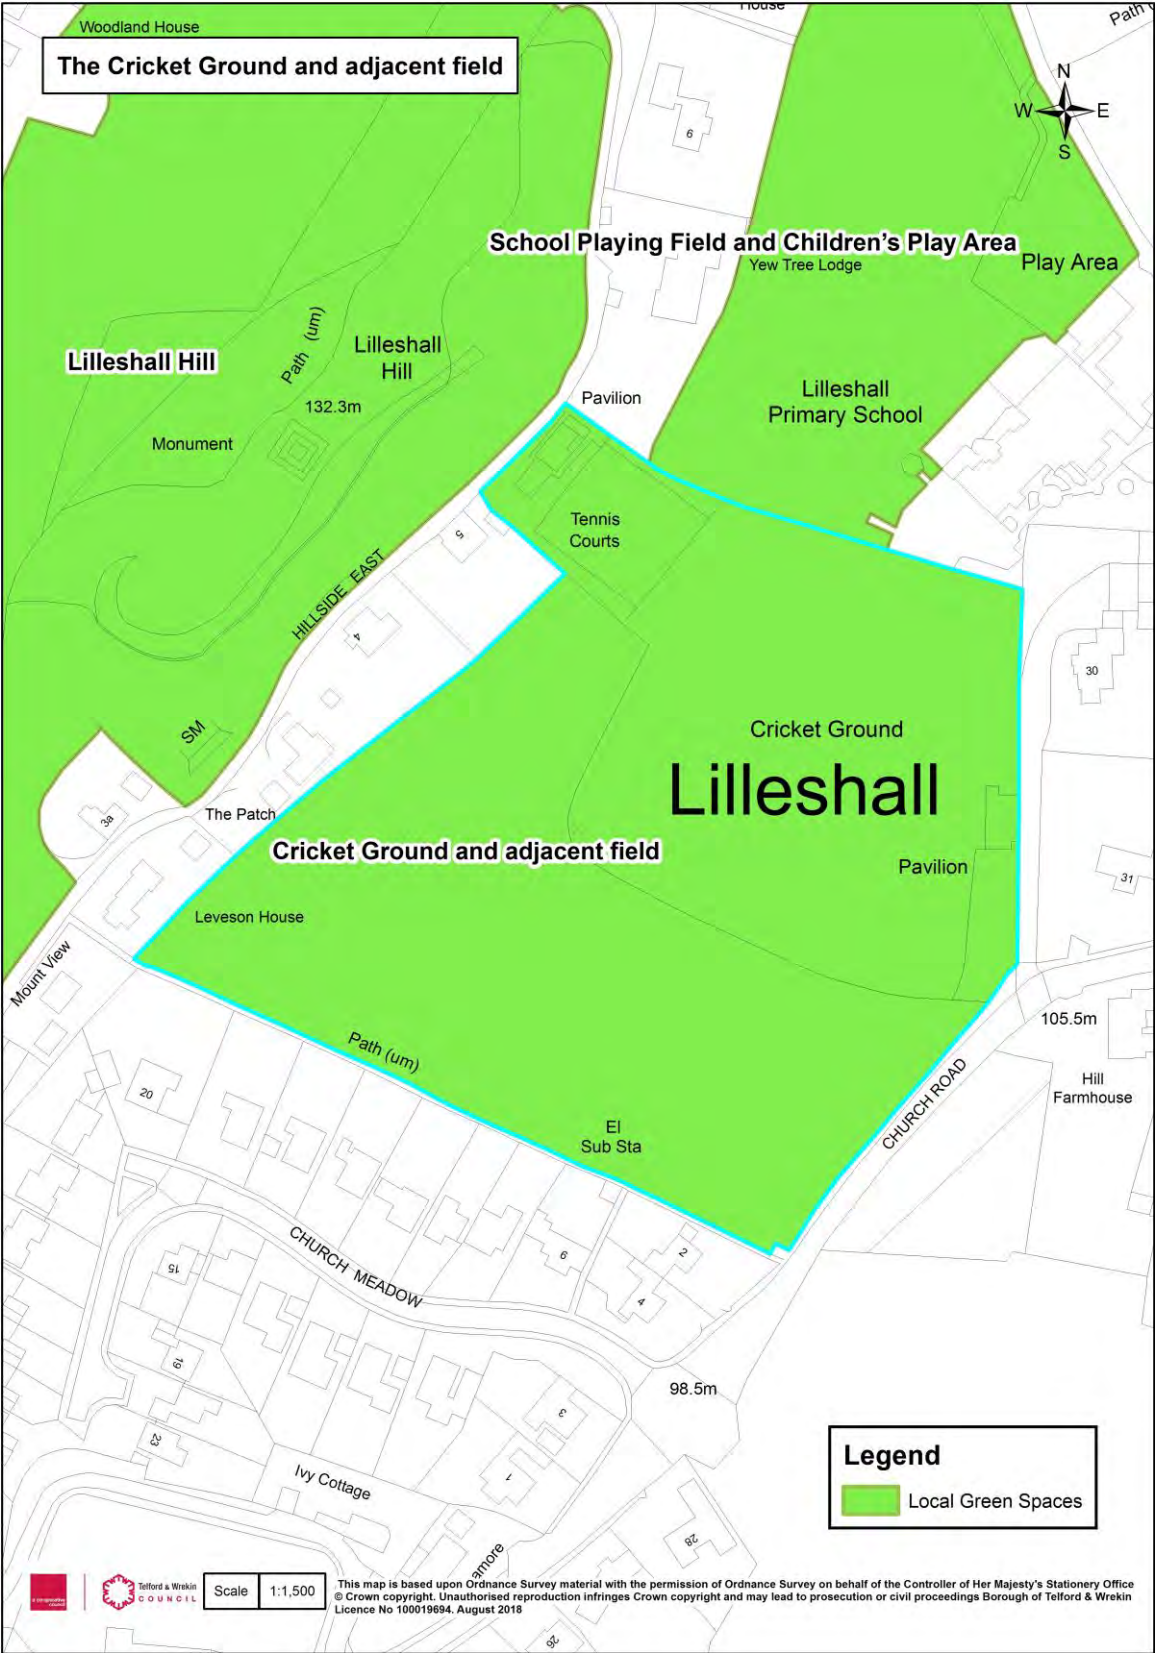 Woodland House
House
Path
The Cricket Ground and adjacent field
N
W
E
S
6
School Playing Field and Children's Play Area
Yew Tree Lodge
Play Area
Path (um)
Lilleshall
Hill
Lilleshall Hill
132.3m
Monument
Pavilion
Lilleshall
Primary School
Tennis
Courts
5
HILLSIDE EAST
4
30
SM
Cricket Ground
Lilleshall
The Patch
3a
Cricket Ground and adjacent field
Pavilion
31
Leveson House
Mount View
105.5m
Path (um)
Hill
Farmhouse
CHURCH ROAD
20
El
Sub Sta
CHURCH MEADOW
6
2
4
15
19
98.5m
3
23
1
Ivy Cottage
Legend
Local Green Spaces
28
amore
26
a co-operative
council
Telford & Wrekin
COUNCIL
Scale 1:1,500
This map is based upon Ordnance Survey material with the permission of Ordnance Survey on behalf of the Controller of Her Majesty's Stationery Office
© Crown copyright. Unauthorised reproduction infringes Crown copyright and may lead to prosecution or civil proceedings Borough of Telford & Wrekin
Licence No 100019694. August 2018